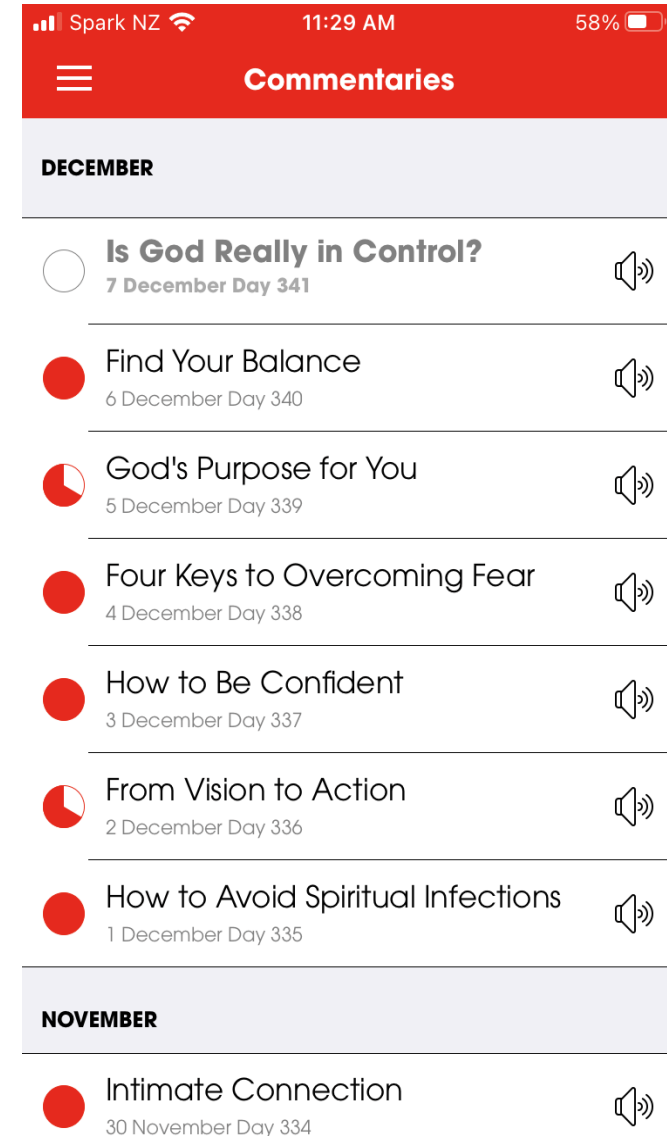 Spark NZ 11:29 AM 58%
Commentaries
DECEMBER
Is God Really in Control?
7 December Day 341
Find Your Balance
6 December Day 340
God's Purpose for You
5 December Day 339
Four Keys to Overcoming Fear
4 December Day 338
How to Be Confident
3 December Day 337
From Vision to Action
2 December Day 336
How to Avoid Spiritual Infections
1 December Day 335
NOVEMBER
Intimate Connection
30 November Day 334